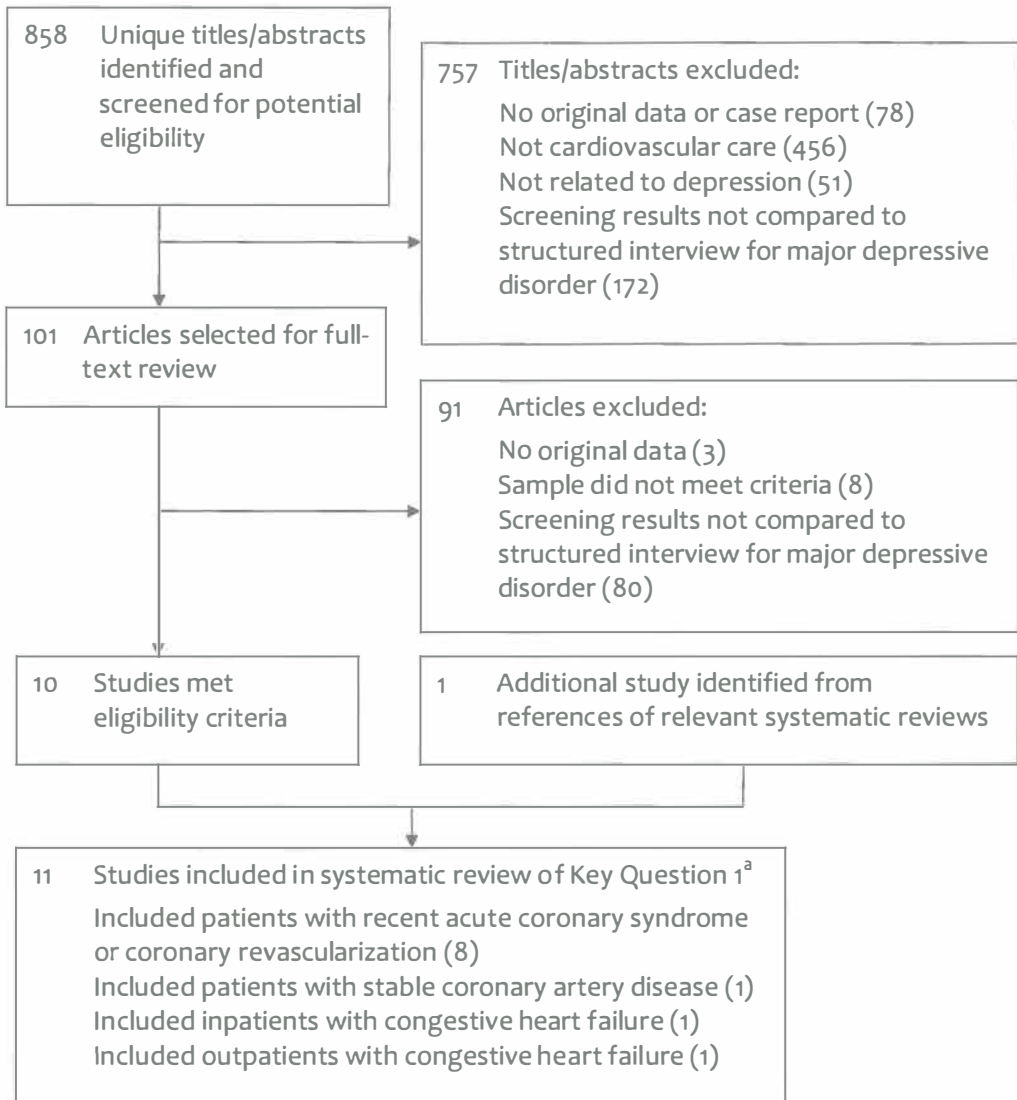 858 Unique titles/abstracts
identified and
screened for potential
eligibility
757 Titles/abstracts excluded:
No original data or case report (78)
Not cardiovascular care (456)
Not related to depression (51)
Screening results not compared to
structured interview for major depressive
disorder (172)
101 Articles selected for full-
text review
91 Articles excluded:
No original data (3)
Sample did not meet criteria (8)
Screening results not compared to
structured interview for major depressive
disorder (80)
10 Studies met
eligibility criteria
1 Additional study identified from
references of relevant systematic reviews
11 Studies included in systematic review of Key Question 1ª
Included patients with recent acute coronary syndrome
or coronary revascularization (8)
Included patients with stable coronary artery disease (1)
Included inpatients with congestive heart failure (1)
Included outpatients with congestive heart failure (1)